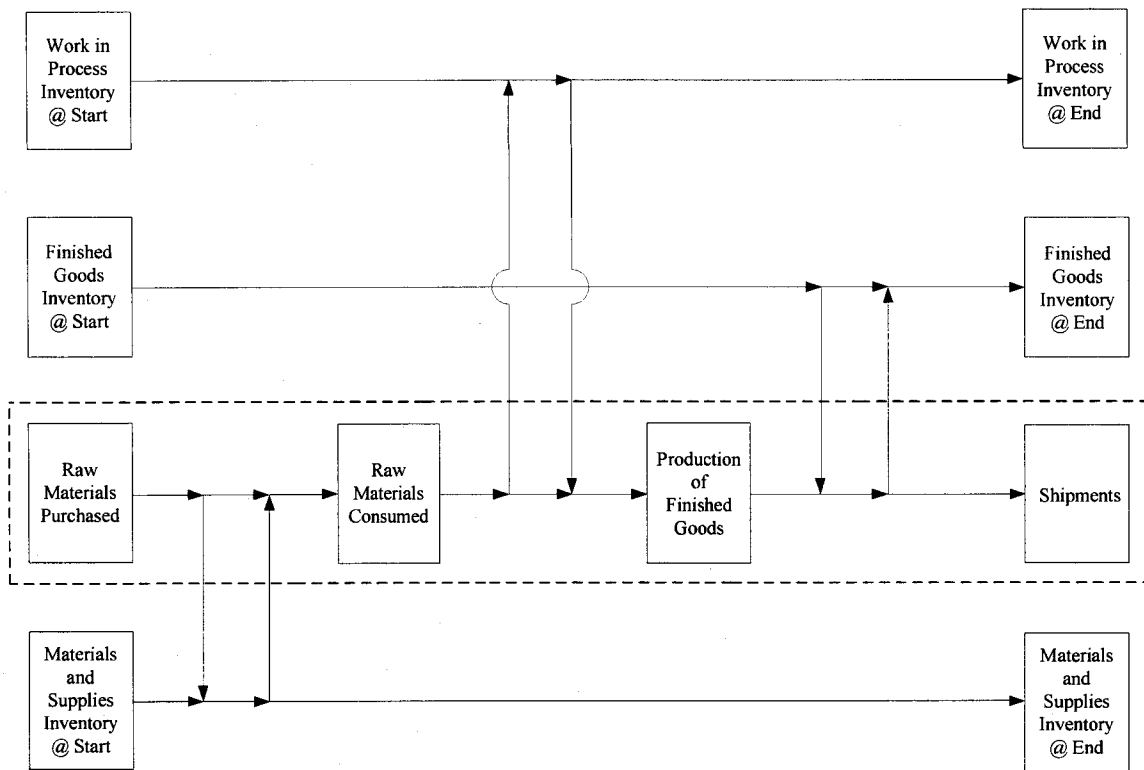 Work in
Process
Inventory
@ Start
Work in
Process
Inventory
@ End
Finished
Goods
Inventory
@ Start
Finished
Goods
Inventory
@ End
Raw
Materials
Purchased
Raw
Materials
Consumed
Production
of
Finished
Goods
Shipments
Materials
and
Supplies
Inventory
@ Start
Materials
and
Supplies
Inventory
@ End